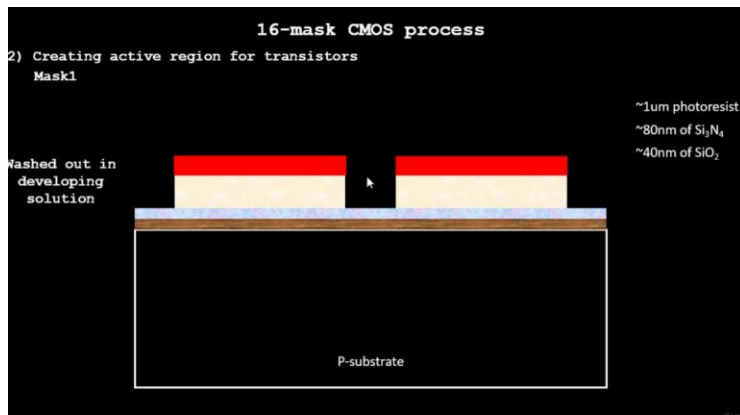 16-mask CMOS process
2) Creating active region for transistors
Mask1
~1um photoresist
~80nm of Si₃N₄
~40nm of SiO₂
Washed out in
developing
solution
P-substrate